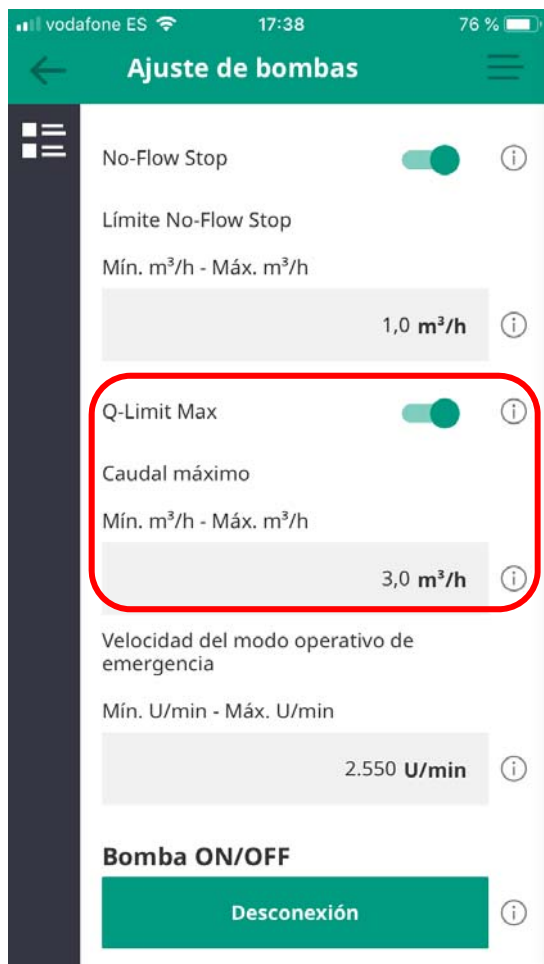 vodafone ES 17:38 76 %
Ajuste de bombas
No-Flow Stop
Límite No-Flow Stop
Mín. m³/h - Máx. m³/h
1,0 m³/h
Q-Limit Max
Caudal máximo
Mín. m³/h - Máx. m³/h
3,0 m³/h
Velocidad del modo operativo de
emergencia
Mín. U/min - Máx. U/min
2.550 U/min
Bomba ON/OFF
Desconexión